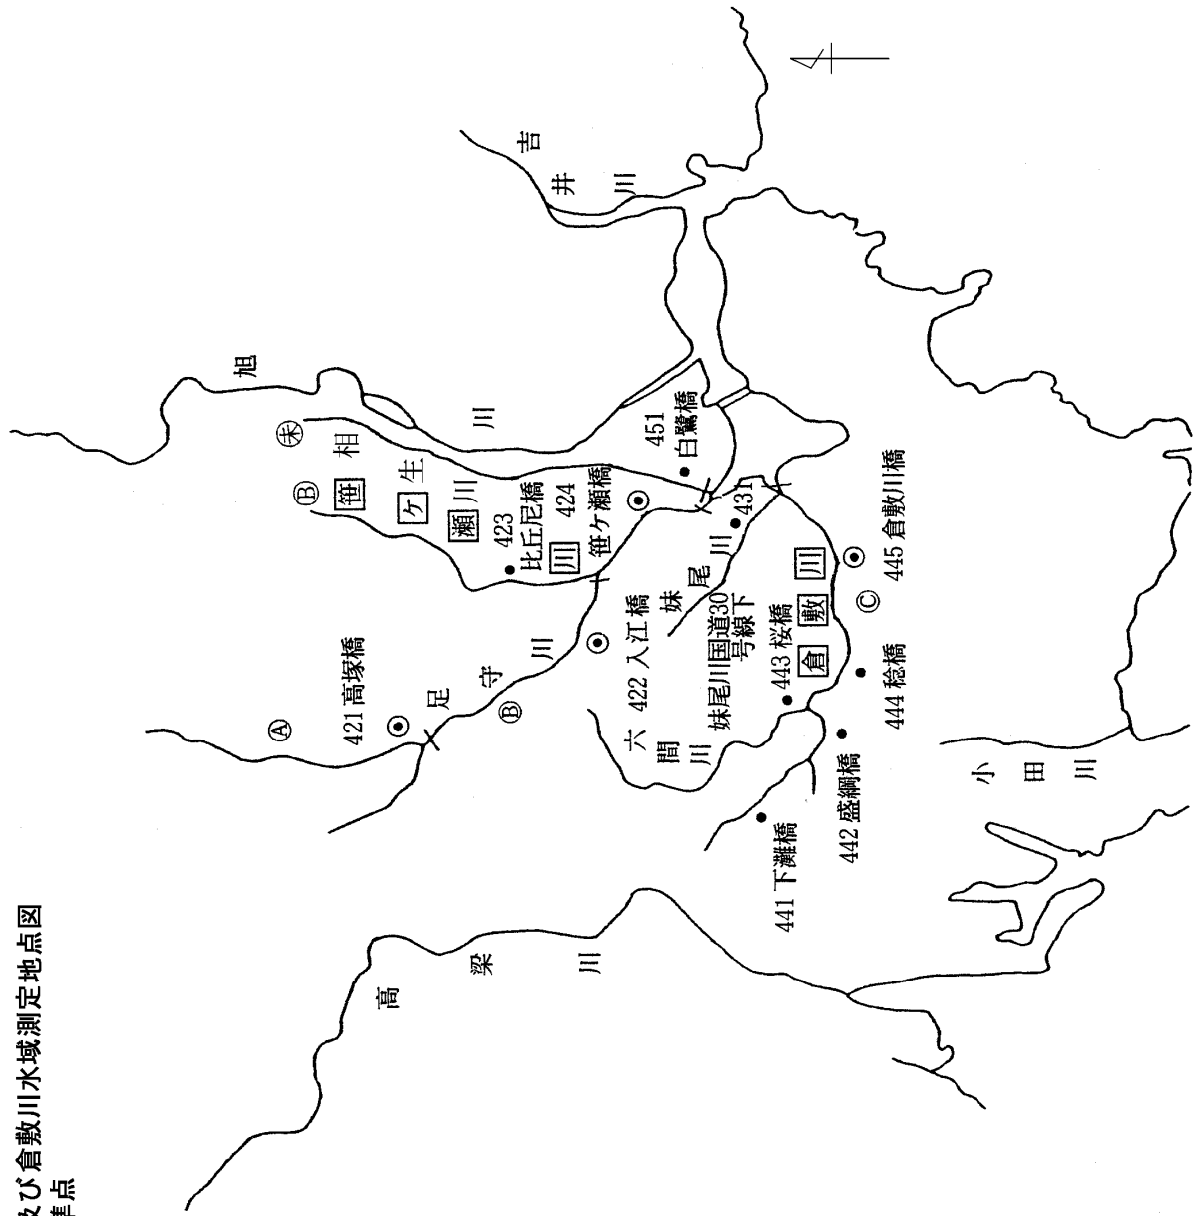 及び倉敷川水域測定地点図
準点
吉井川
旭川
㊤
Ⓑ
笹ケ瀬川
相生川
423
比丘尼橋
424
笹ケ瀬橋
451
白鷺橋
Ⓐ
421 高塚橋
足守川
Ⓑ
422 入江橋
妹尾川
431
妹尾川国道30
号線下
六間川
443 桜橋
倉敷川
445 倉敷川橋
Ⓒ
444 稔橋
442 盛綱橋
441 下灘橋
小田川
高梁川